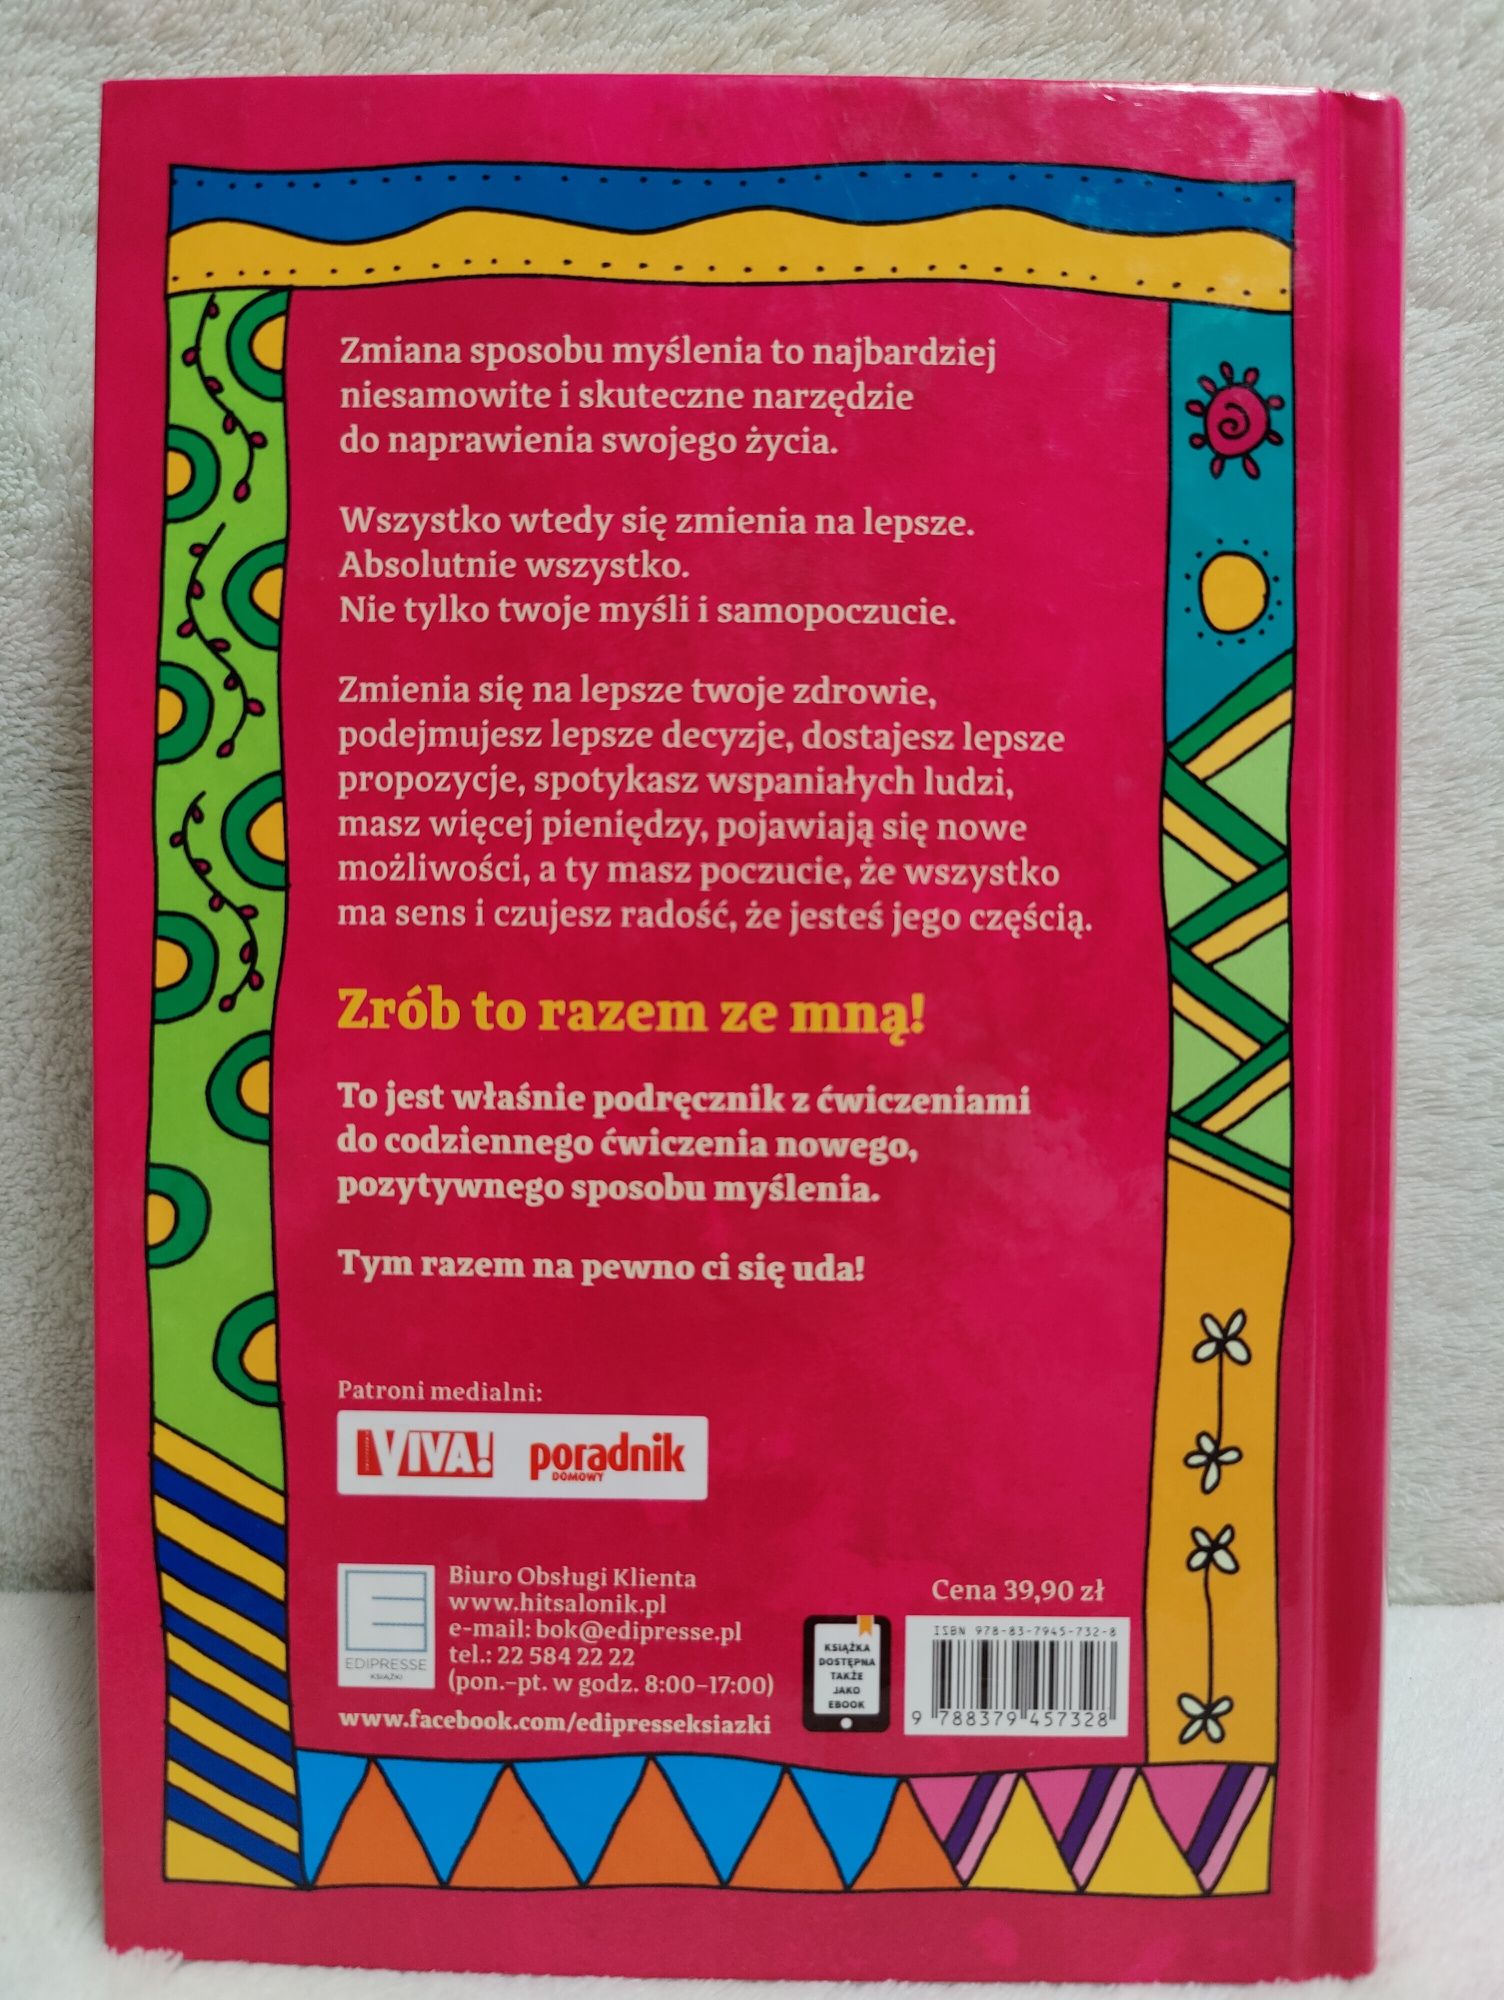 Zmiana sposobu myślenia to najbardziej
niesamowite i skuteczne narzędzie
do naprawienia swojego życia.
Wszystko wtedy się zmienia na lepsze.
Absolutnie wszystko.
Nie tylko twoje myśli i samopoczucie.
Zmienia się na lepsze twoje zdrowie,
podejmujesz lepsze decyzje, dostajesz lepsze
propozycje, spotykasz wspaniałych ludzi,
masz więcej pieniędzy, pojawiają się nowe
możliwości, a ty masz poczucie, że wszystko
ma sens i czujesz radość, że jesteś jego częścią.
Zrób to razem ze mną!
To jest właśnie podręcznik z ćwiczeniami
do codziennego ćwiczenia nowego,
pozytywnego sposobu myślenia.
Tym razem na pewno ci się uda!
Patroni medialni:
VIVA!
poradnik
DOMOWY
EDIPRESSE
KSIĄŻKI
Biuro Obsługi Klienta
www.hitsalonik.pl
e-mail: bok@edipresse.pl
tel.: 22 584 22 22
(pon.-pt. w godz. 8:00-17:00)
www.facebook.com/edipresseksiazki
KSIĄŻKA
DOSTĘPNA
TAKŻE
JAKO
EBOOK
Cena 39,90 zł
ISBN 978-83-7945-732-8
9 788379 457328